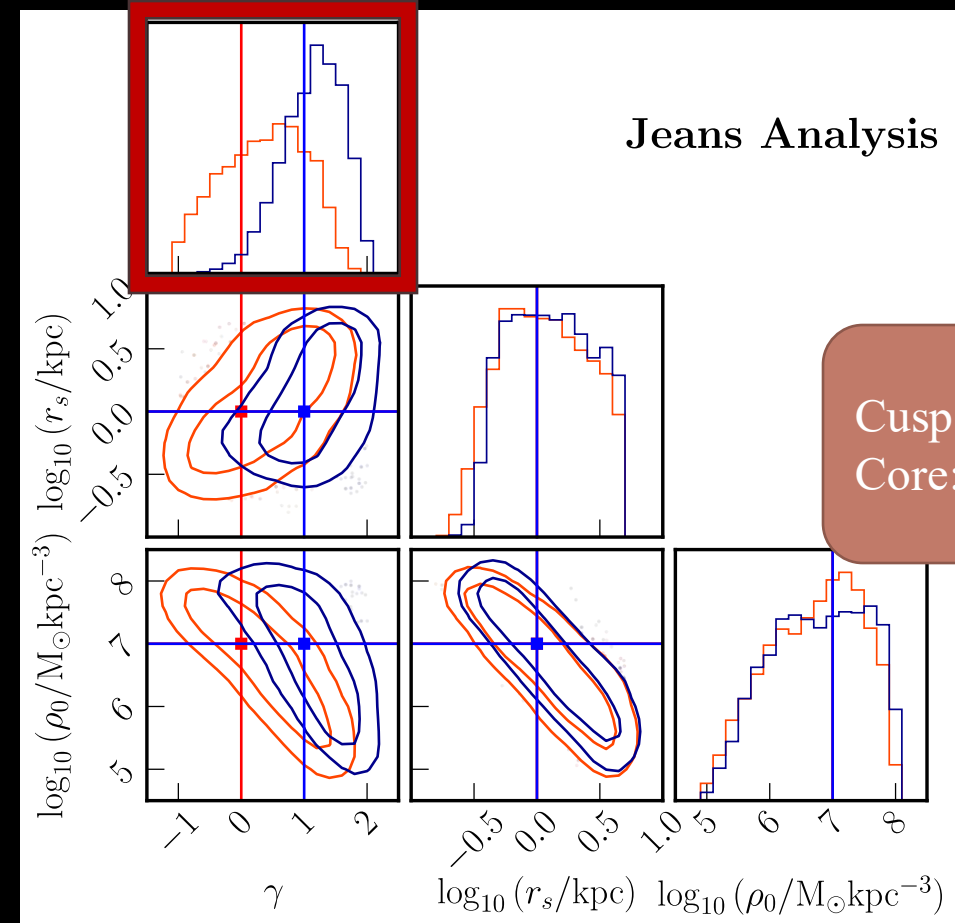 Jeans Analysis
1.0
0.5
0.0
−0.5
log₁₀ (rₛ/kpc)
Cusp
Core:
8
7
6
5
log₁₀ (ρ₀/M☉kpc⁻³)
−1 0 1 2
−0.5 0.0 0.5 1.0
5 6 7 8
γ
log₁₀ (rₛ/kpc)
log₁₀ (ρ₀/M☉kpc⁻³)